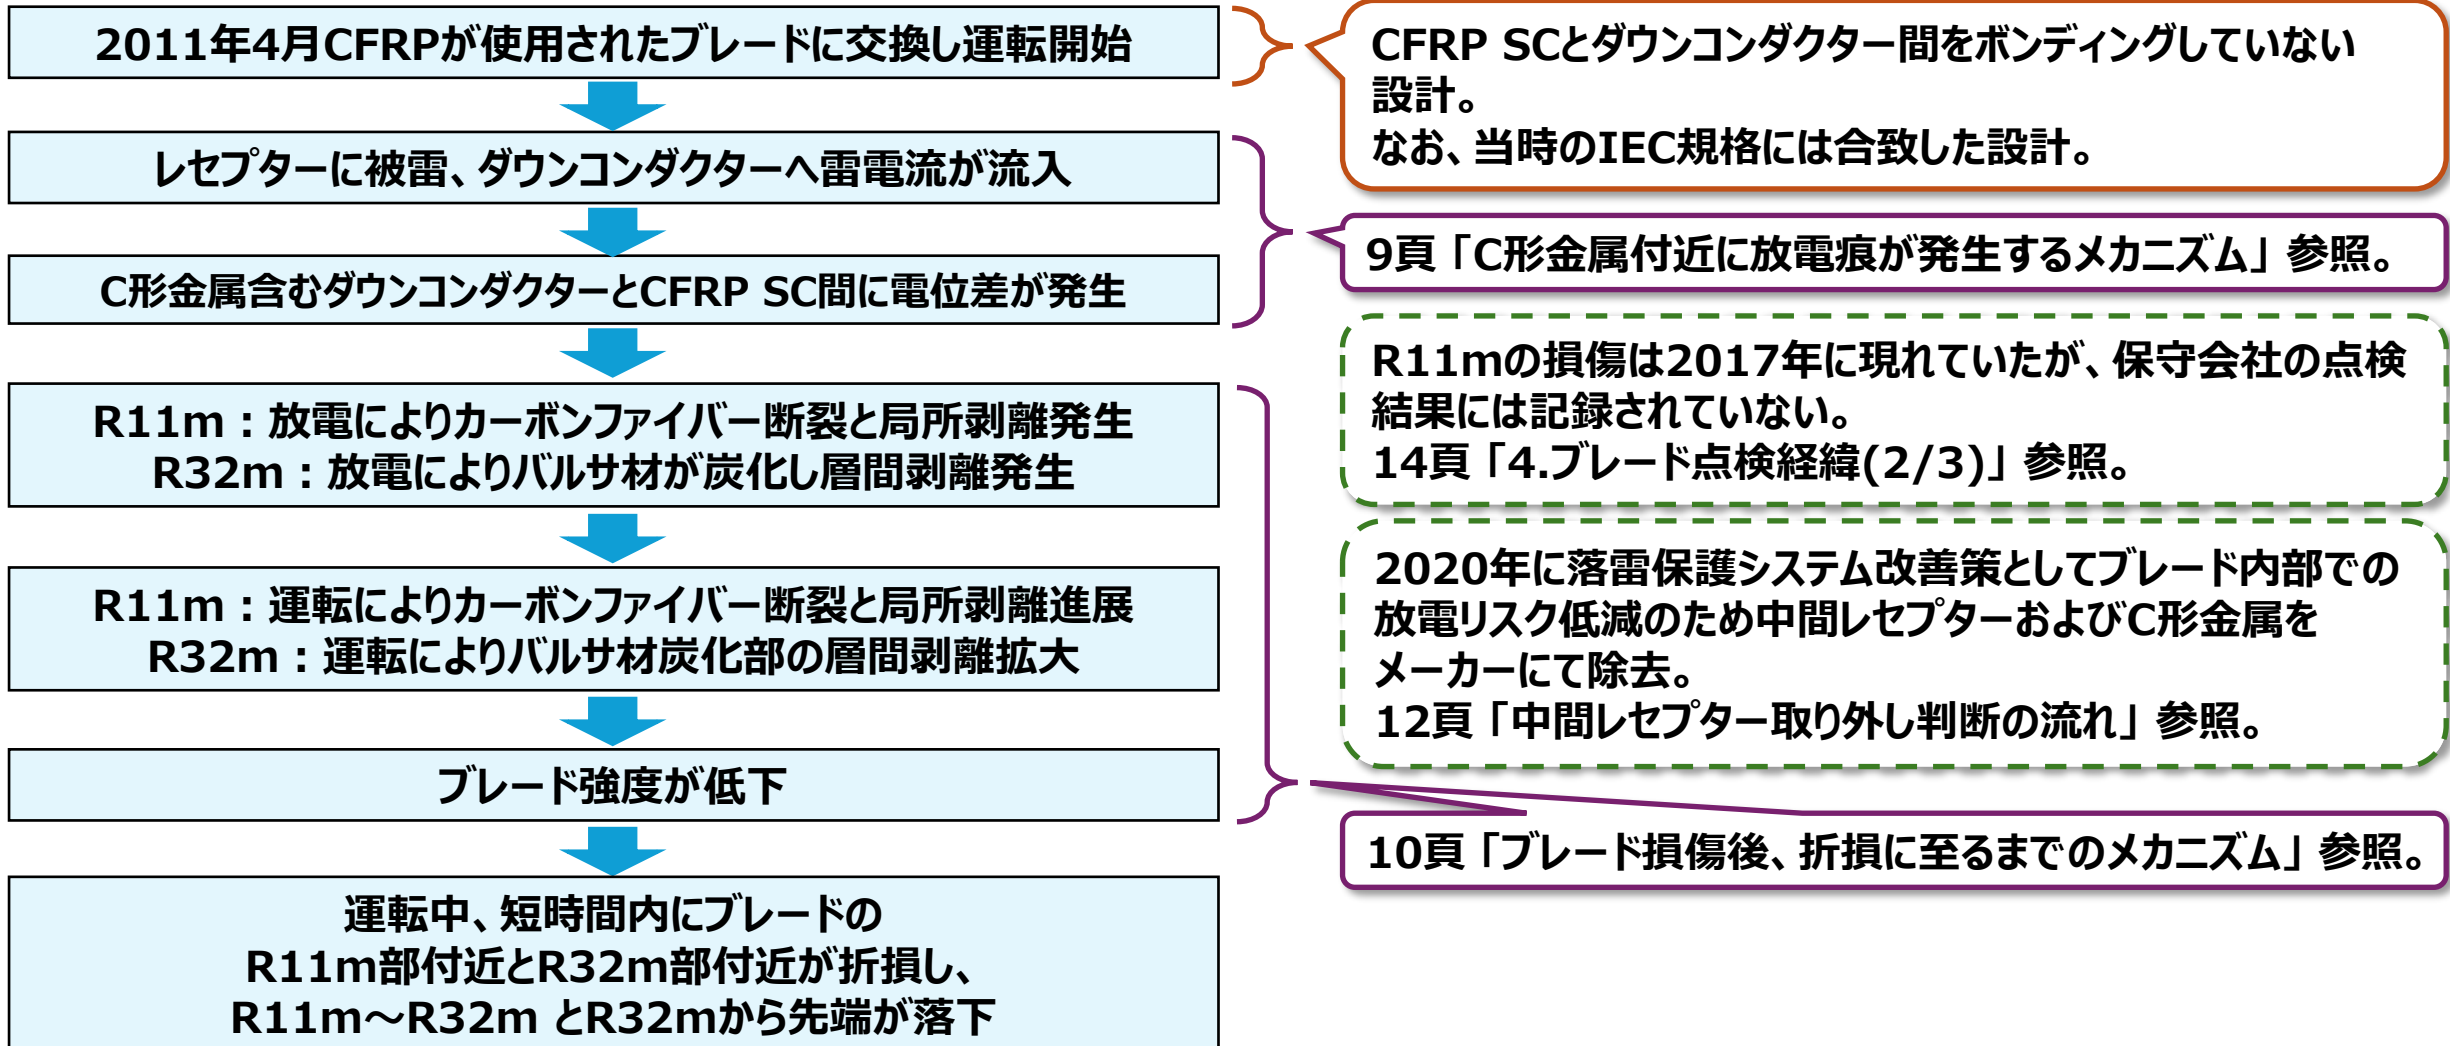 2011年4月CFRPが使用されたブレードに交換し運転開始
レセプターに被雷、ダウンコンダクターへ雷電流が流入
C形金属含むダウンコンダクターとCFRP SC間に電位差が発生
R11m：放電によりカーボンファイバー断裂と局所剥離発生
R32m：放電によりバルサ材が炭化し層間剥離発生
R11m：運転によりカーボンファイバー断裂と局所剥離進展
R32m：運転によりバルサ材炭化部の層間剥離拡大
ブレード強度が低下
運転中、短時間内にブレードの
R11m部付近とR32m部付近が折損し、
R11m～R32m とR32mから先端が落下
CFRP SCとダウンコンダクター間をボンディングしていない
設計。
なお、当時のIEC規格には合致した設計。
9頁「C形金属付近に放電痕が発生するメカニズム」参照。
R11mの損傷は2017年に現れていたが、保守会社の点検
結果には記録されていない。
14頁「4.ブレード点検経緯(2/3)」参照。
2020年に落雷保護システム改善策としてブレード内部での
放電リスク低減のため中間レセプターおよびC形金属を
メーカーにて除去。
12頁「中間レセプター取り外し判断の流れ」参照。
10頁「ブレード損傷後、折損に至るまでのメカニズム」参照。